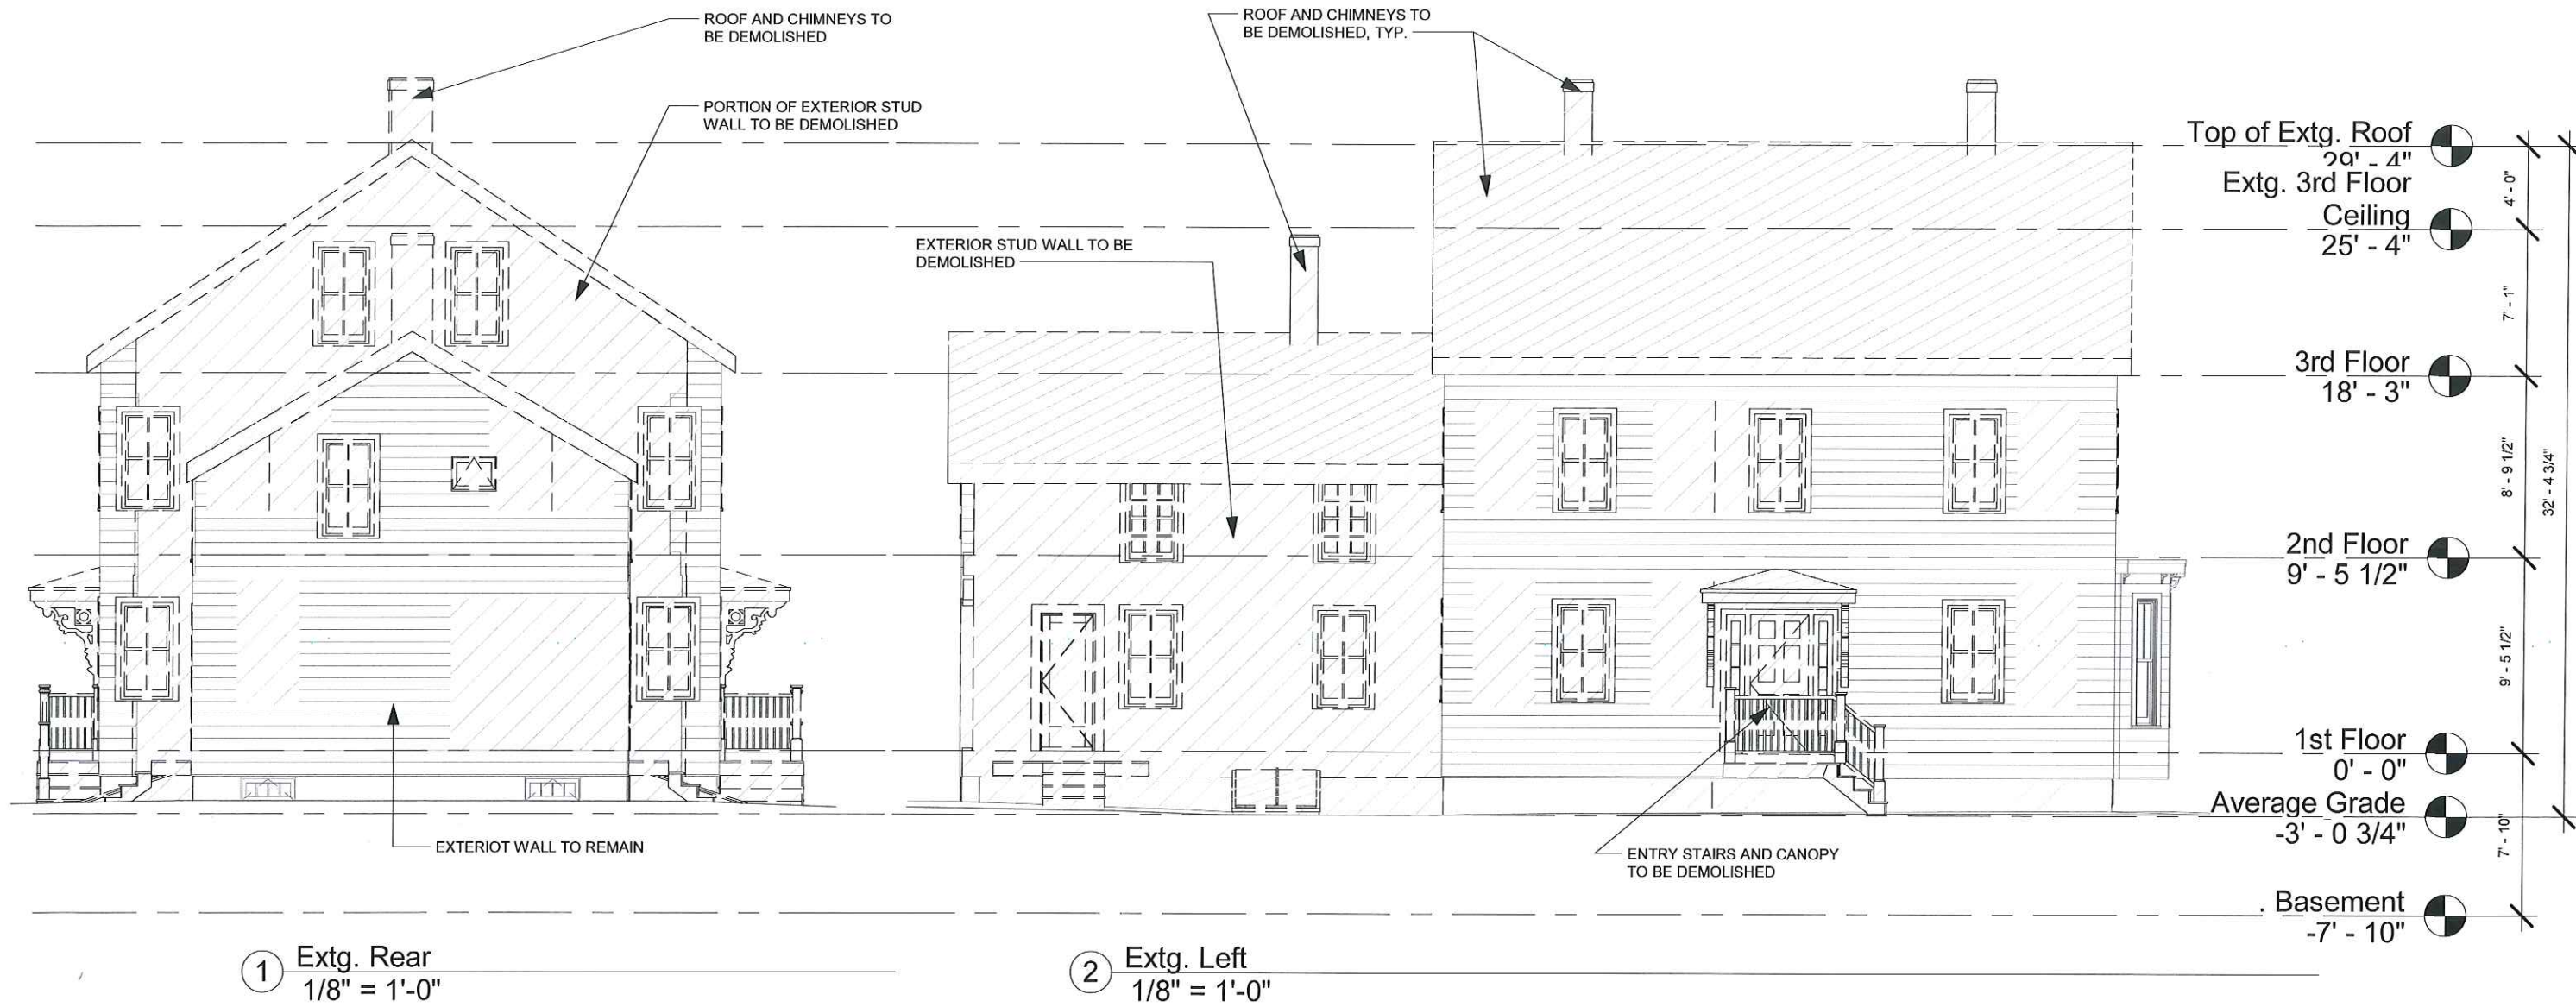 ROOF AND CHIMNEYS TO
BE DEMOLISHED
PORTION OF EXTERIOR STUD
WALL TO BE DEMOLISHED
EXTERIOT WALL TO REMAIN
1
Extg. Rear
1/8" = 1'-0"
ROOF AND CHIMNEYS TO
BE DEMOLISHED, TYP.
EXTERIOR STUD WALL TO BE
DEMOLISHED
ENTRY STAIRS AND CANOPY
TO BE DEMOLISHED
2
Extg. Left
1/8" = 1'-0"
Top of Extg. Roof
29' - 4"
Extg. 3rd Floor
Ceiling
25' - 4"
3rd Floor
18' - 3"
2nd Floor
9' - 5 1/2"
1st Floor
0' - 0"
Average Grade
-3' - 0 3/4"
. Basement
-7' - 10"
4' - 0"
7' - 1"
8' - 9 1/2"
9' - 5 1/2"
7' - 10"
32' - 4 3/4"